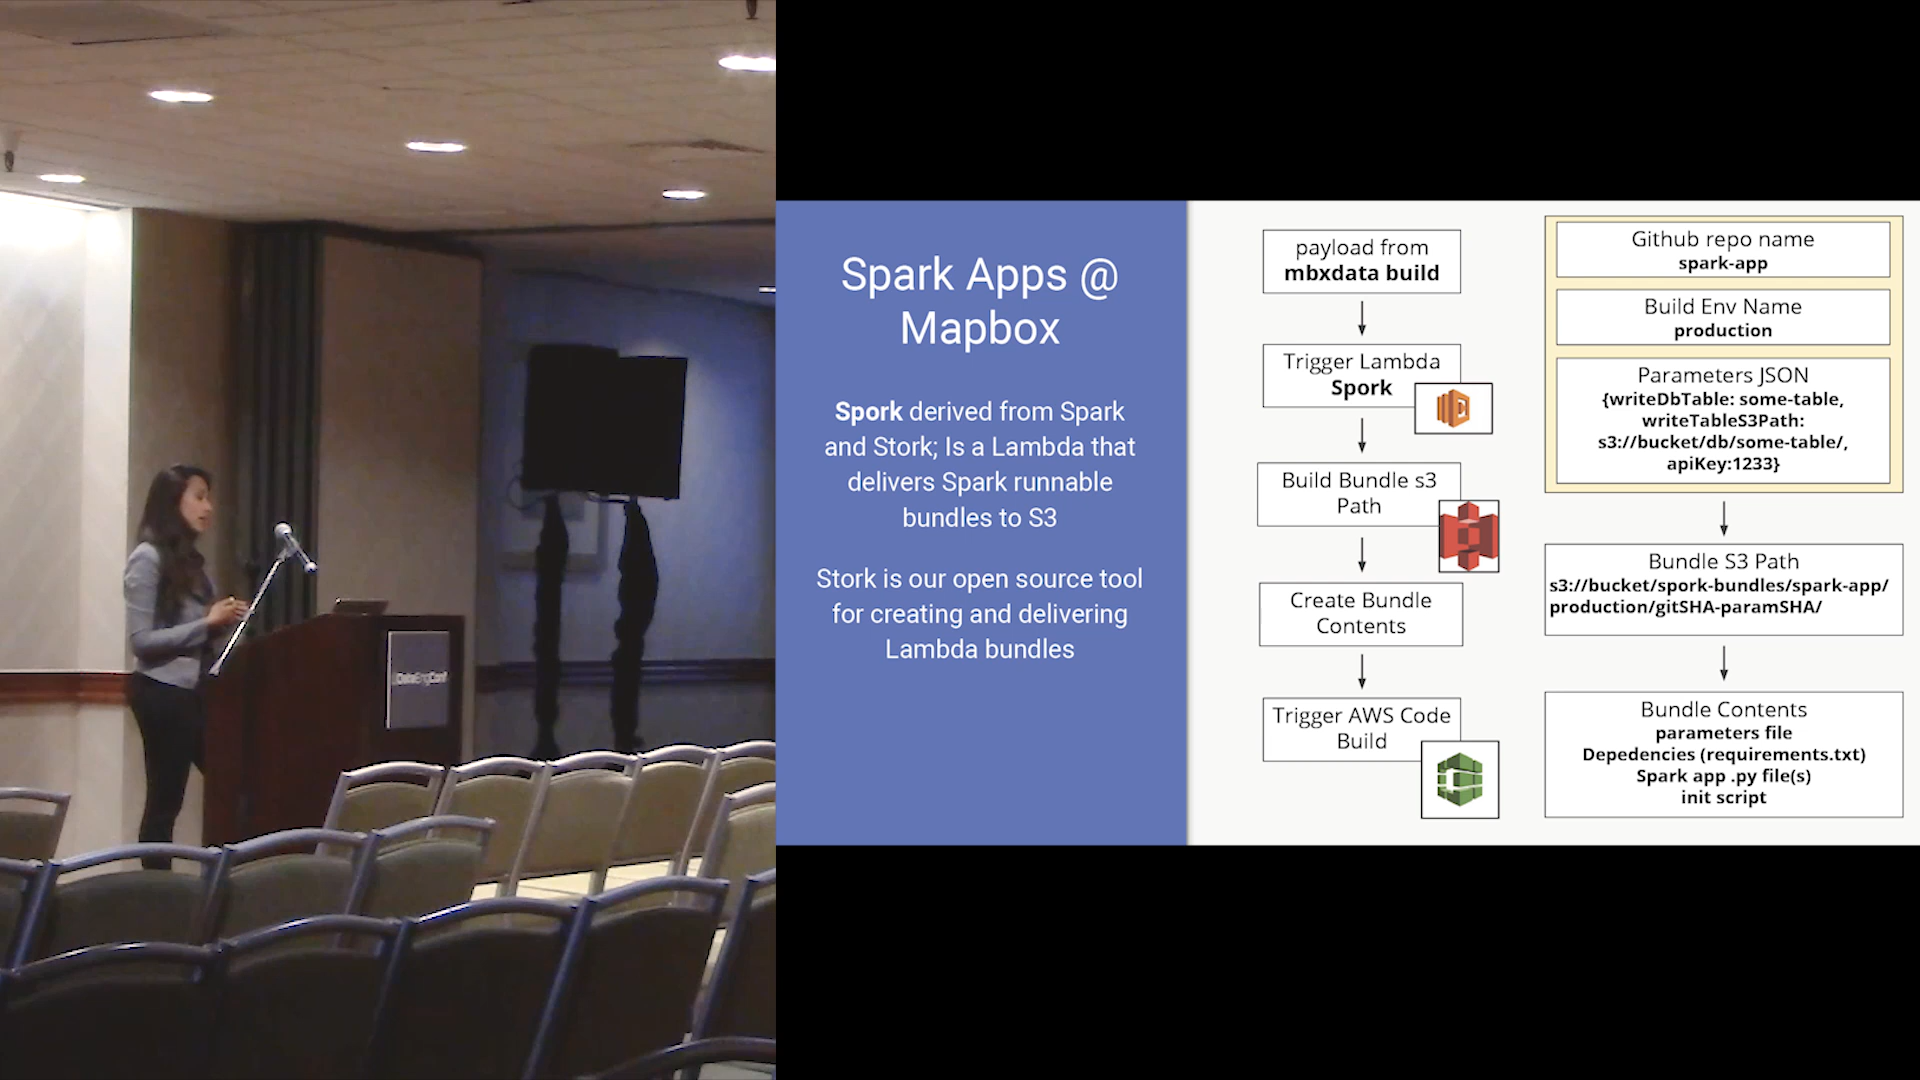 DataEngConf
Spark Apps @
Mapbox
Spork derived from Spark
and Stork; Is a Lambda that
delivers Spark runnable
bundles to S3
Stork is our open source tool
for creating and delivering
Lambda bundles
payload from
mbxdata build
Trigger Lambda
Spork
Build Bundle s3
Path
Create Bundle
Contents
Trigger AWS Code
Build
Github repo name
spark-app
Build Env Name
production
Parameters JSON
{writeDbTable: some-table,
writeTableS3Path:
s3://bucket/db/some-table/,
apiKey:1233}
Bundle S3 Path
s3://bucket/spork-bundles/spark-app/
production/gitSHA-paramSHA/
Bundle Contents
parameters file
Depedencies (requirements.txt)
Spark app .py file(s)
init script